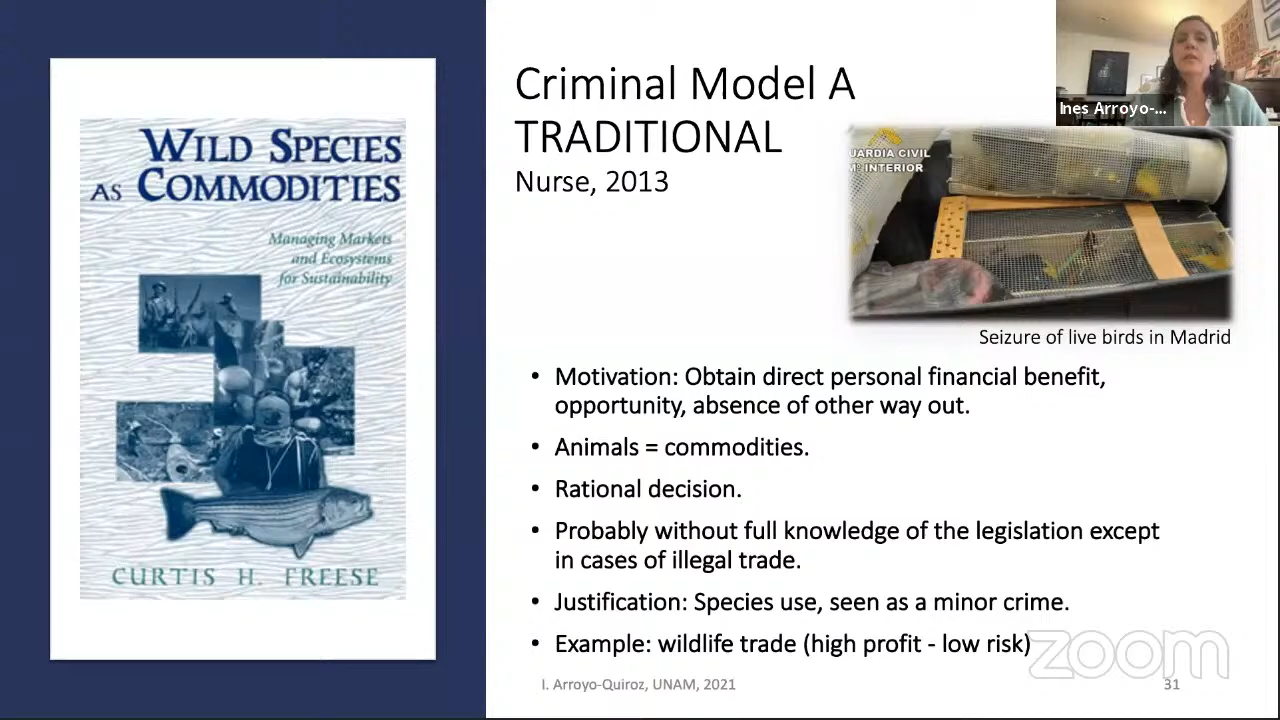 WILD SPECIES
AS COMMODITIES
Managing Markets
and Ecosystems
for Sustainability
CURTIS H. FREESE
Criminal Model A
TRADITIONAL
Nurse, 2013
Ines Arroyo-...
UARDIA CIVIL
INTERIOR
Seizure of live birds in Madrid
• Motivation: Obtain direct personal financial benefit,
opportunity, absence of other way out.
• Animals = commodities.
• Rational decision.
• Probably without full knowledge of the legislation except
in cases of illegal trade.
• Justification: Species use, seen as a minor crime.
• Example: wildlife trade (high profit - low risk)
zoom
I. Arroyo-Quiroz, UNAM, 2021
31